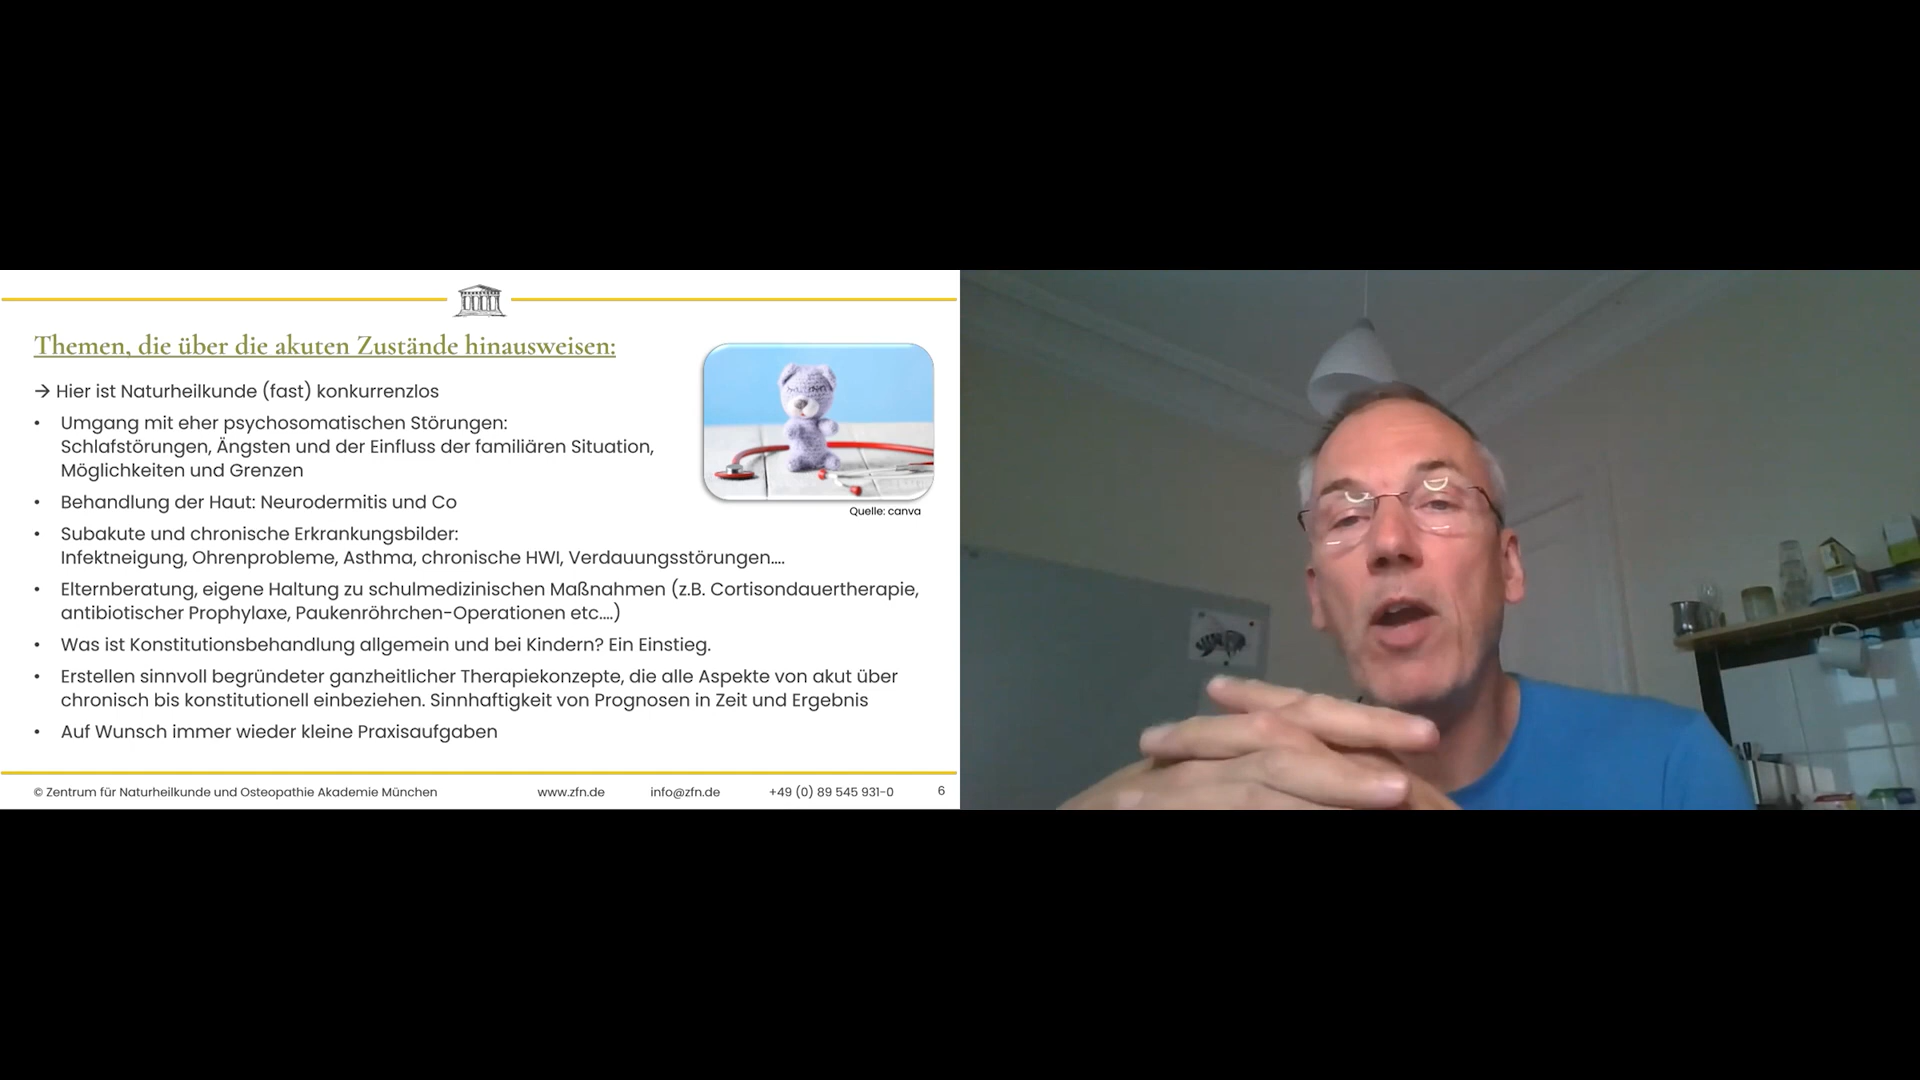 Themen, die über die akuten Zustände hinausweisen:
→ Hier ist Naturheilkunde (fast) konkurrenzlos
• Umgang mit eher psychosomatischen Störungen:
Schlafstörungen, Ängsten und der Einfluss der familiären Situation,
Möglichkeiten und Grenzen
• Behandlung der Haut: Neurodermitis und Co
• Subakute und chronische Erkrankungsbilder:
Infektneigung, Ohrenprobleme, Asthma, chronische HWI, Verdauungsstörungen....
• Elternberatung, eigene Haltung zu schulmedizinischen Maßnahmen (z.B. Cortisondauertherapie,
antibiotischer Prophylaxe, Paukenröhrchen-Operationen etc....)
• Was ist Konstitutionsbehandlung allgemein und bei Kindern? Ein Einstieg.
• Erstellen sinnvoll begründeter ganzheitlicher Therapiekonzepte, die alle Aspekte von akut über
chronisch bis konstitutionell einbeziehen. Sinnhaftigkeit von Prognosen in Zeit und Ergebnis
• Auf Wunsch immer wieder kleine Praxisaufgaben
Quelle: canva
© Zentrum für Naturheilkunde und Osteopathie Akademie München www.zfn.de info@zfn.de +49 (0) 89 545 931-0 6